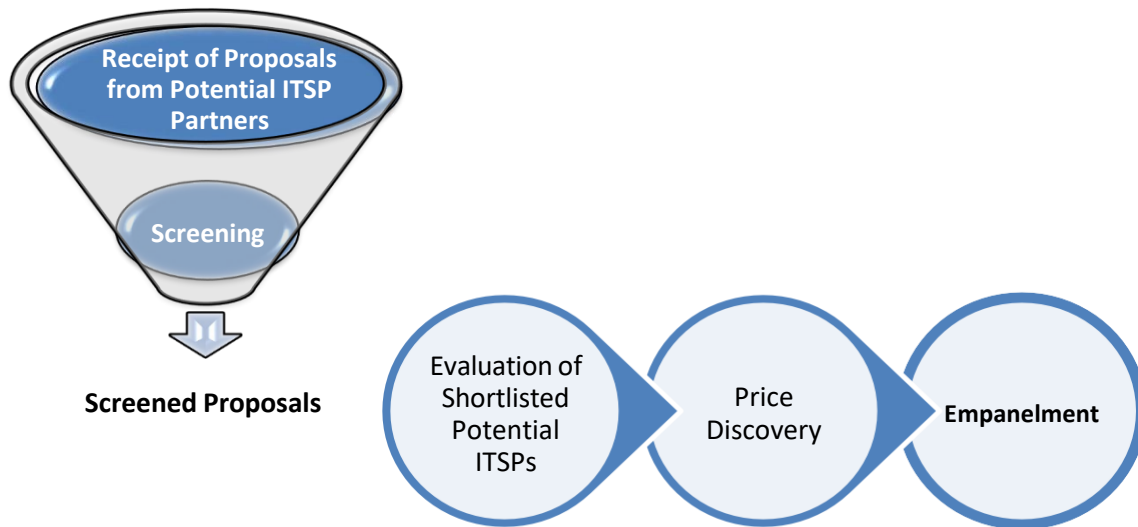 Receipt of Proposals
from Potential ITSP
Partners
Screening
Screened Proposals
Evaluation of
Shortlisted
Potential
ITSPs
Price
Discovery
Empanelment